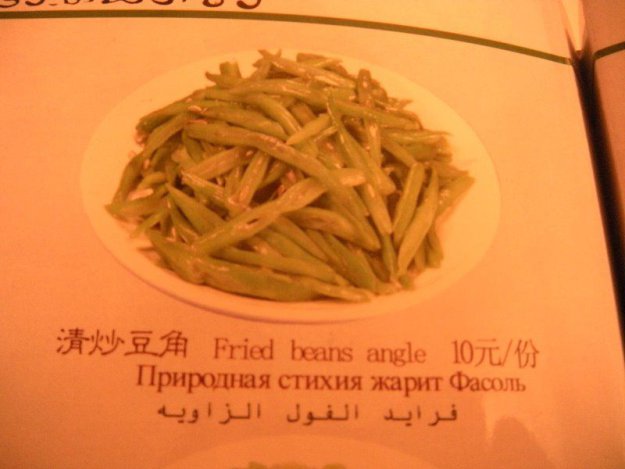 清炒豆角 Fried beans angle 10元/份
Природная стихия жарит Фасоль
فرايد الفول الزاويه